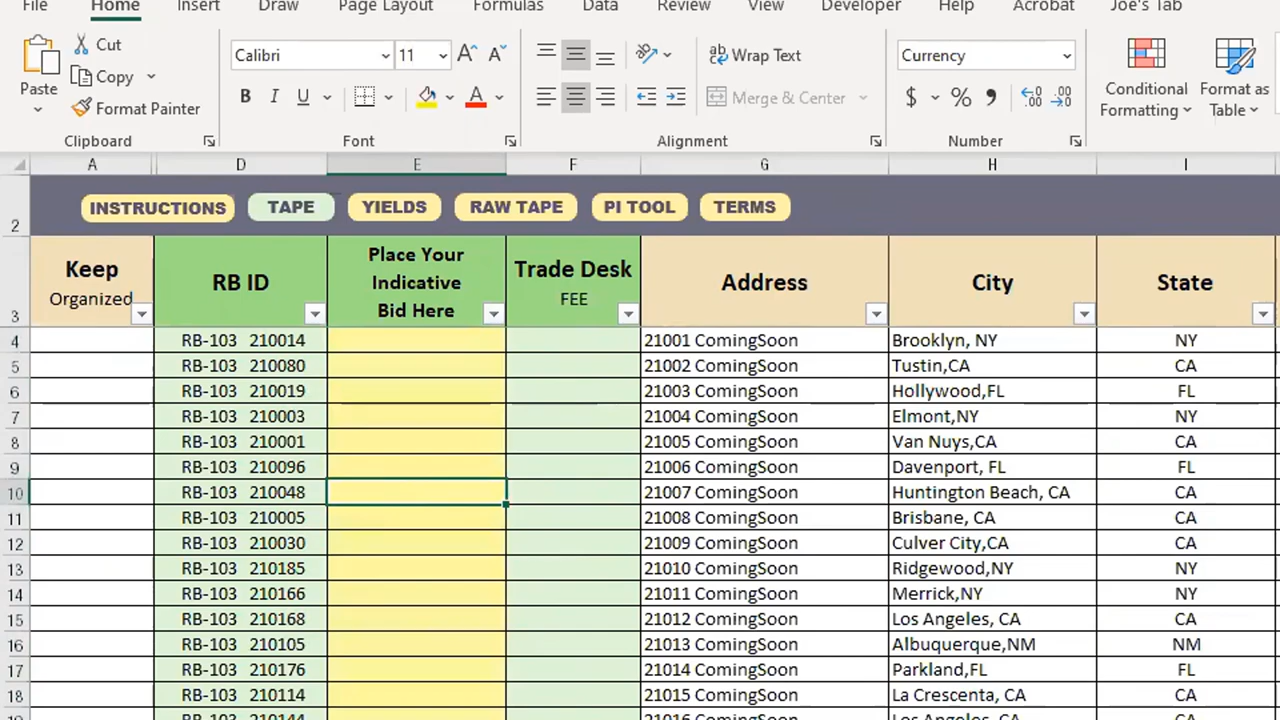 File Home Insert Draw Page Layout Formulas Data Review View Developer Help Acrobat Joe's Tab
Paste
Cut
Copy
Format Painter
Clipboard
Calibri 11
B I U
Font
Wrap Text
Merge & Center
Alignment
Currency
$ % 9
Number
Conditional Formatting
Format as Table
A D E F G H I
2 INSTRUCTIONS TAPE YIELDS RAW TAPE PI TOOL TERMS
3 Keep Organized RB ID Place Your Indicative Bid Here Trade Desk FEE Address City State
4 RB-103 210014 21001 ComingSoon Brooklyn, NY NY
5 RB-103 210080 21002 ComingSoon Tustin,CA CA
6 RB-103 210019 21003 ComingSoon Hollywood,FL FL
7 RB-103 210003 21004 ComingSoon Elmont,NY NY
8 RB-103 210001 21005 ComingSoon Van Nuys,CA CA
9 RB-103 210096 21006 ComingSoon Davenport, FL FL
10 RB-103 210048 21007 ComingSoon Huntington Beach, CA CA
11 RB-103 210005 21008 ComingSoon Brisbane, CA CA
12 RB-103 210030 21009 ComingSoon Culver City,CA CA
13 RB-103 210185 21010 ComingSoon Ridgewood,NY NY
14 RB-103 210166 21011 ComingSoon Merrick,NY NY
15 RB-103 210168 21012 ComingSoon Los Angeles, CA CA
16 RB-103 210105 21013 ComingSoon Albuquerque,NM NM
17 RB-103 210176 21014 ComingSoon Parkland,FL FL
18 RB-103 210114 21015 ComingSoon La Crescenta, CA CA